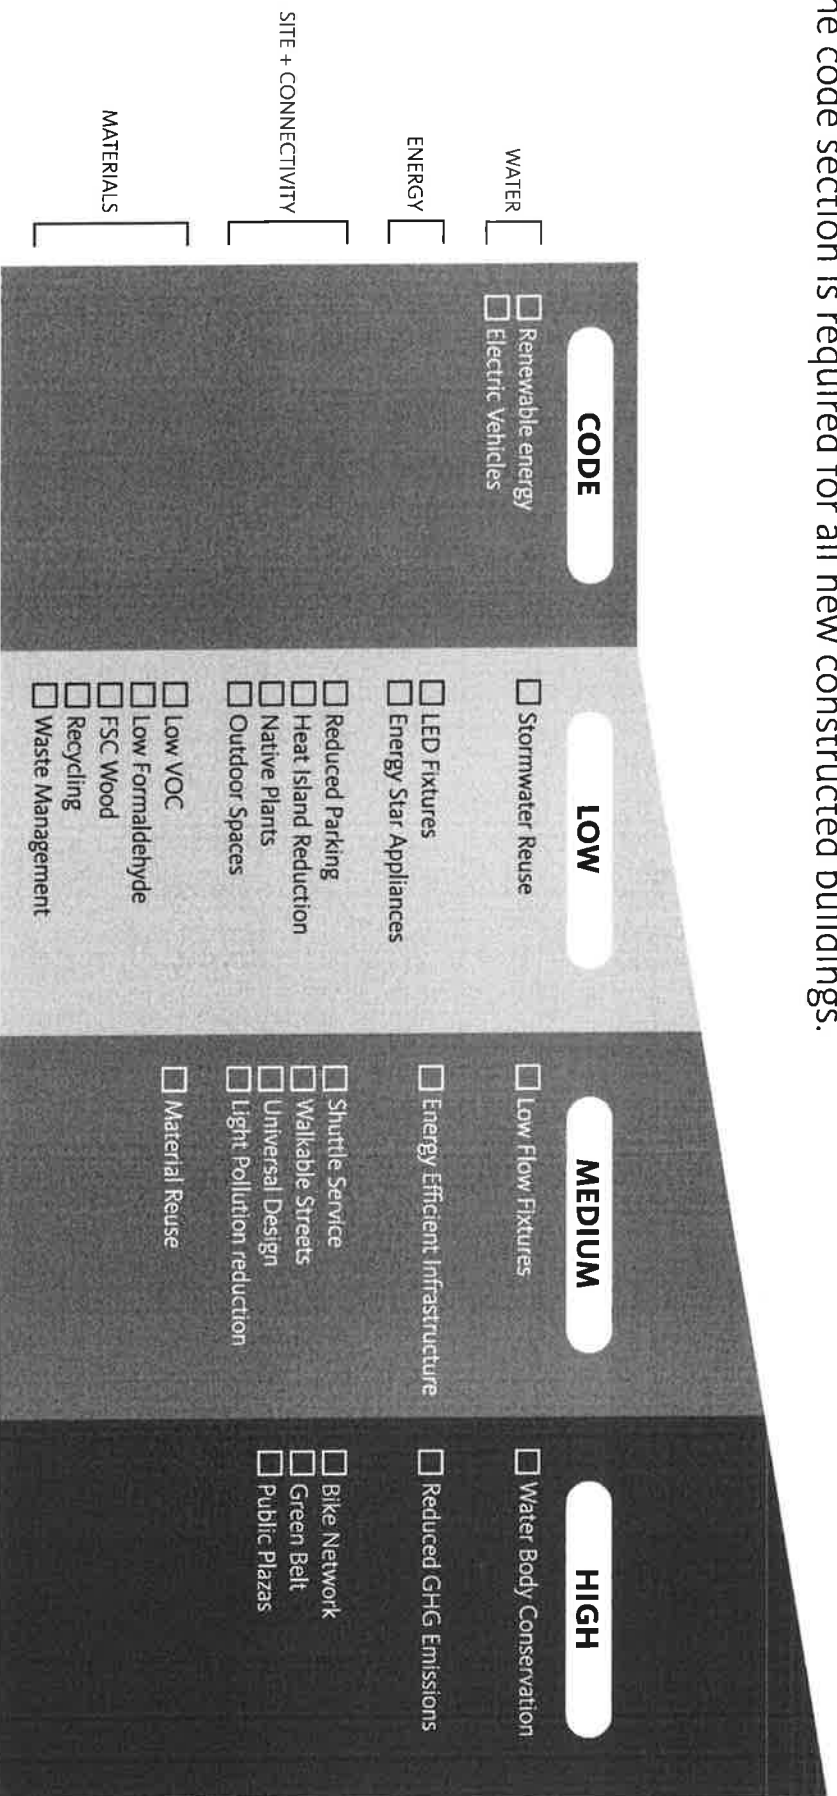 code section is required for all new constructed buildings.
CODE
LOW
MEDIUM
HIGH
WATER
☐ Renewable energy
☐ Electric Vehicles
☐ Stormwater Reuse
☐ Low Flow Fixtures
☐ Water Body Conservation
ENERGY
☐ LED Fixtures
☐ Energy Star Appliances
☐ Energy Efficient Infrastructure
☐ Reduced GHG Emissions
SITE + CONNECTIVITY
☐ Reduced Parking
☐ Heat Island Reduction
☐ Native Plants
☐ Outdoor Spaces
☐ Shuttle Service
☐ Walkable Streets
☐ Universal Design
☐ Light Pollution reduction
☐ Bike Network
☐ Green Belt
☐ Public Plazas
MATERIALS
☐ Low VOC
☐ Low Formaldehyde
☐ FSC Wood
☐ Recycling
☐ Waste Management
☐ Material Reuse